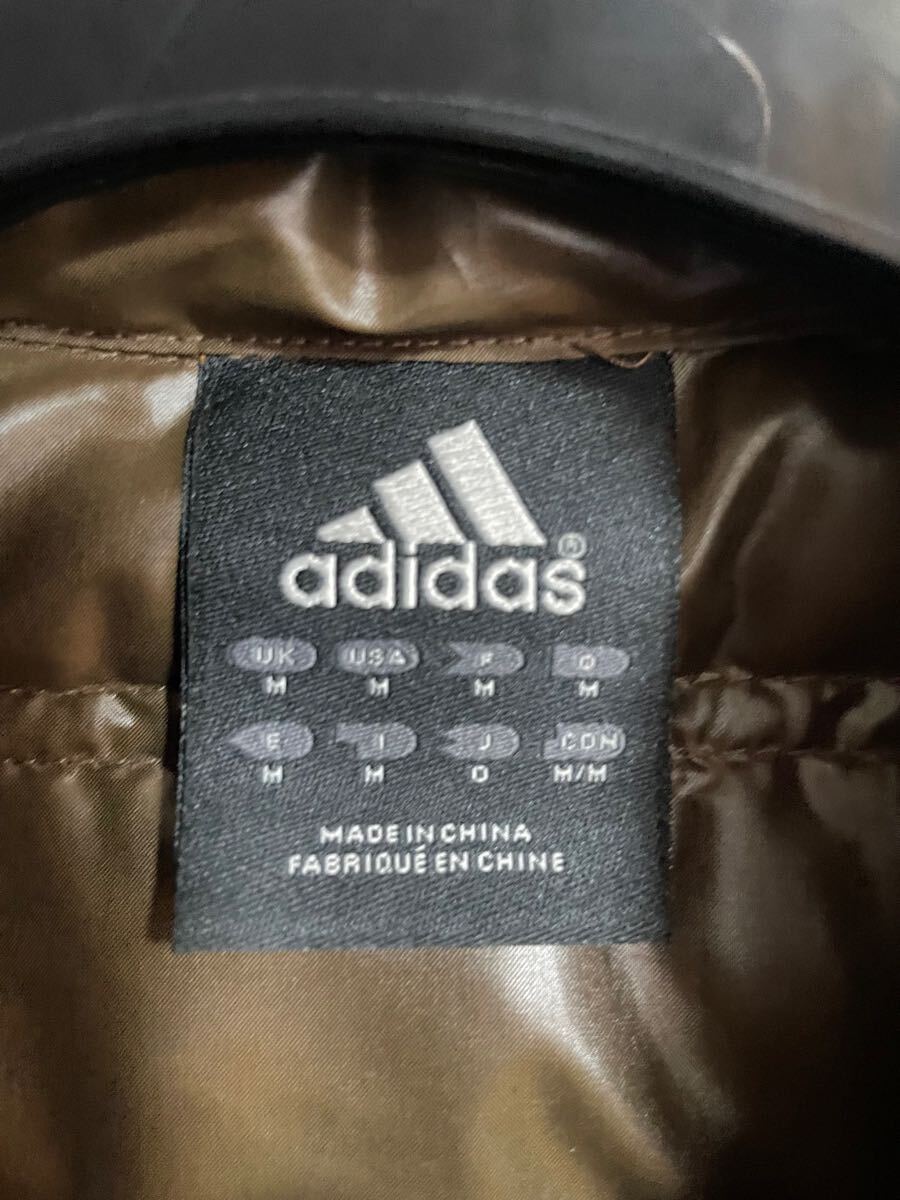 adidas®
UK USA F D
M M M M
E I J CDN
M M O M/M
MADE IN CHINA
FABRIQUÉ EN CHINE